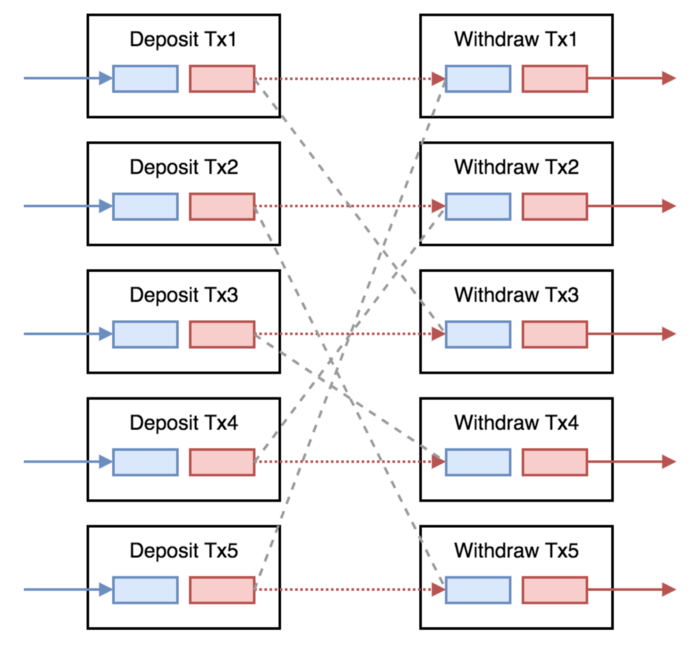 Deposit Tx1
Withdraw Tx1
Deposit Tx2
Withdraw Tx2
Deposit Tx3
Withdraw Tx3
Deposit Tx4
Withdraw Tx4
Deposit Tx5
Withdraw Tx5